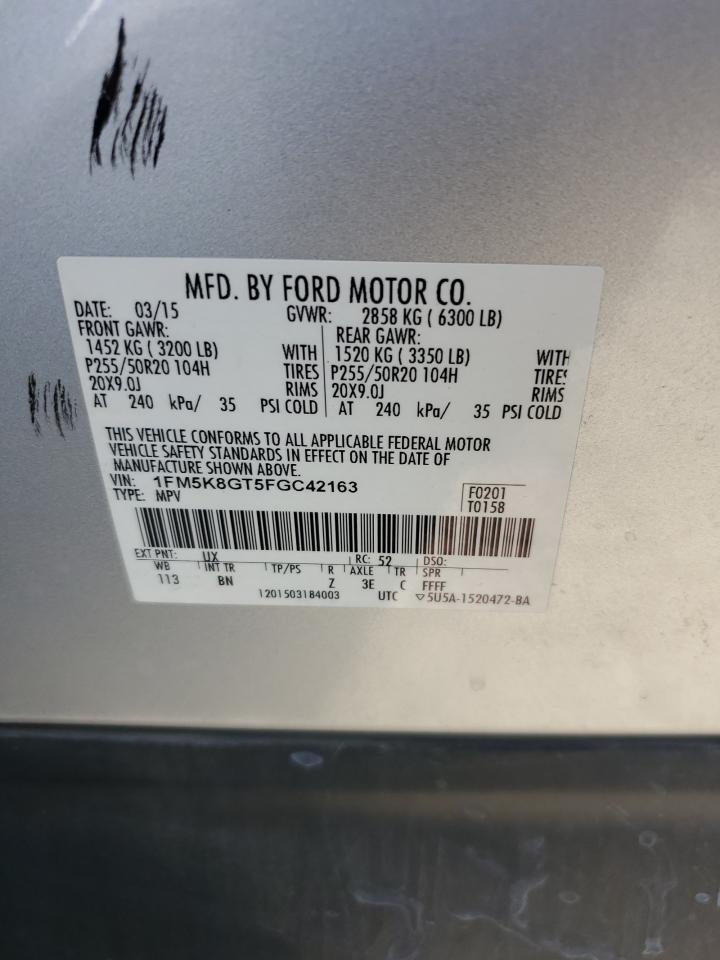 MFD. BY FORD MOTOR CO.
DATE: 03/15 GVWR: 2858 KG ( 6300 LB)
FRONT GAWR: REAR GAWR:
1452 KG ( 3200 LB) WITH 1520 KG ( 3350 LB) WITH
P255/50R20 104H TIRES P255/50R20 104H TIRES
20X9.0J RIMS 20X9.0J RIMS
AT 240 kPa/ 35 PSI COLD AT 240 kPa/ 35 PSI COLD
THIS VEHICLE CONFORMS TO ALL APPLICABLE FEDERAL MOTOR
VEHICLE SAFETY STANDARDS IN EFFECT ON THE DATE OF
MANUFACTURE SHOWN ABOVE.
VIN: 1FM5K8GT5FGC42163 F0201
TYPE: MPV T0158
EXT PNT: UX RC: 52 DSO:
WB INT TR TP/PS R AXLE TR SPR
113 BN Z 3E C FFFF
1201503184003 UTC ▽5U5A-1520472-BA